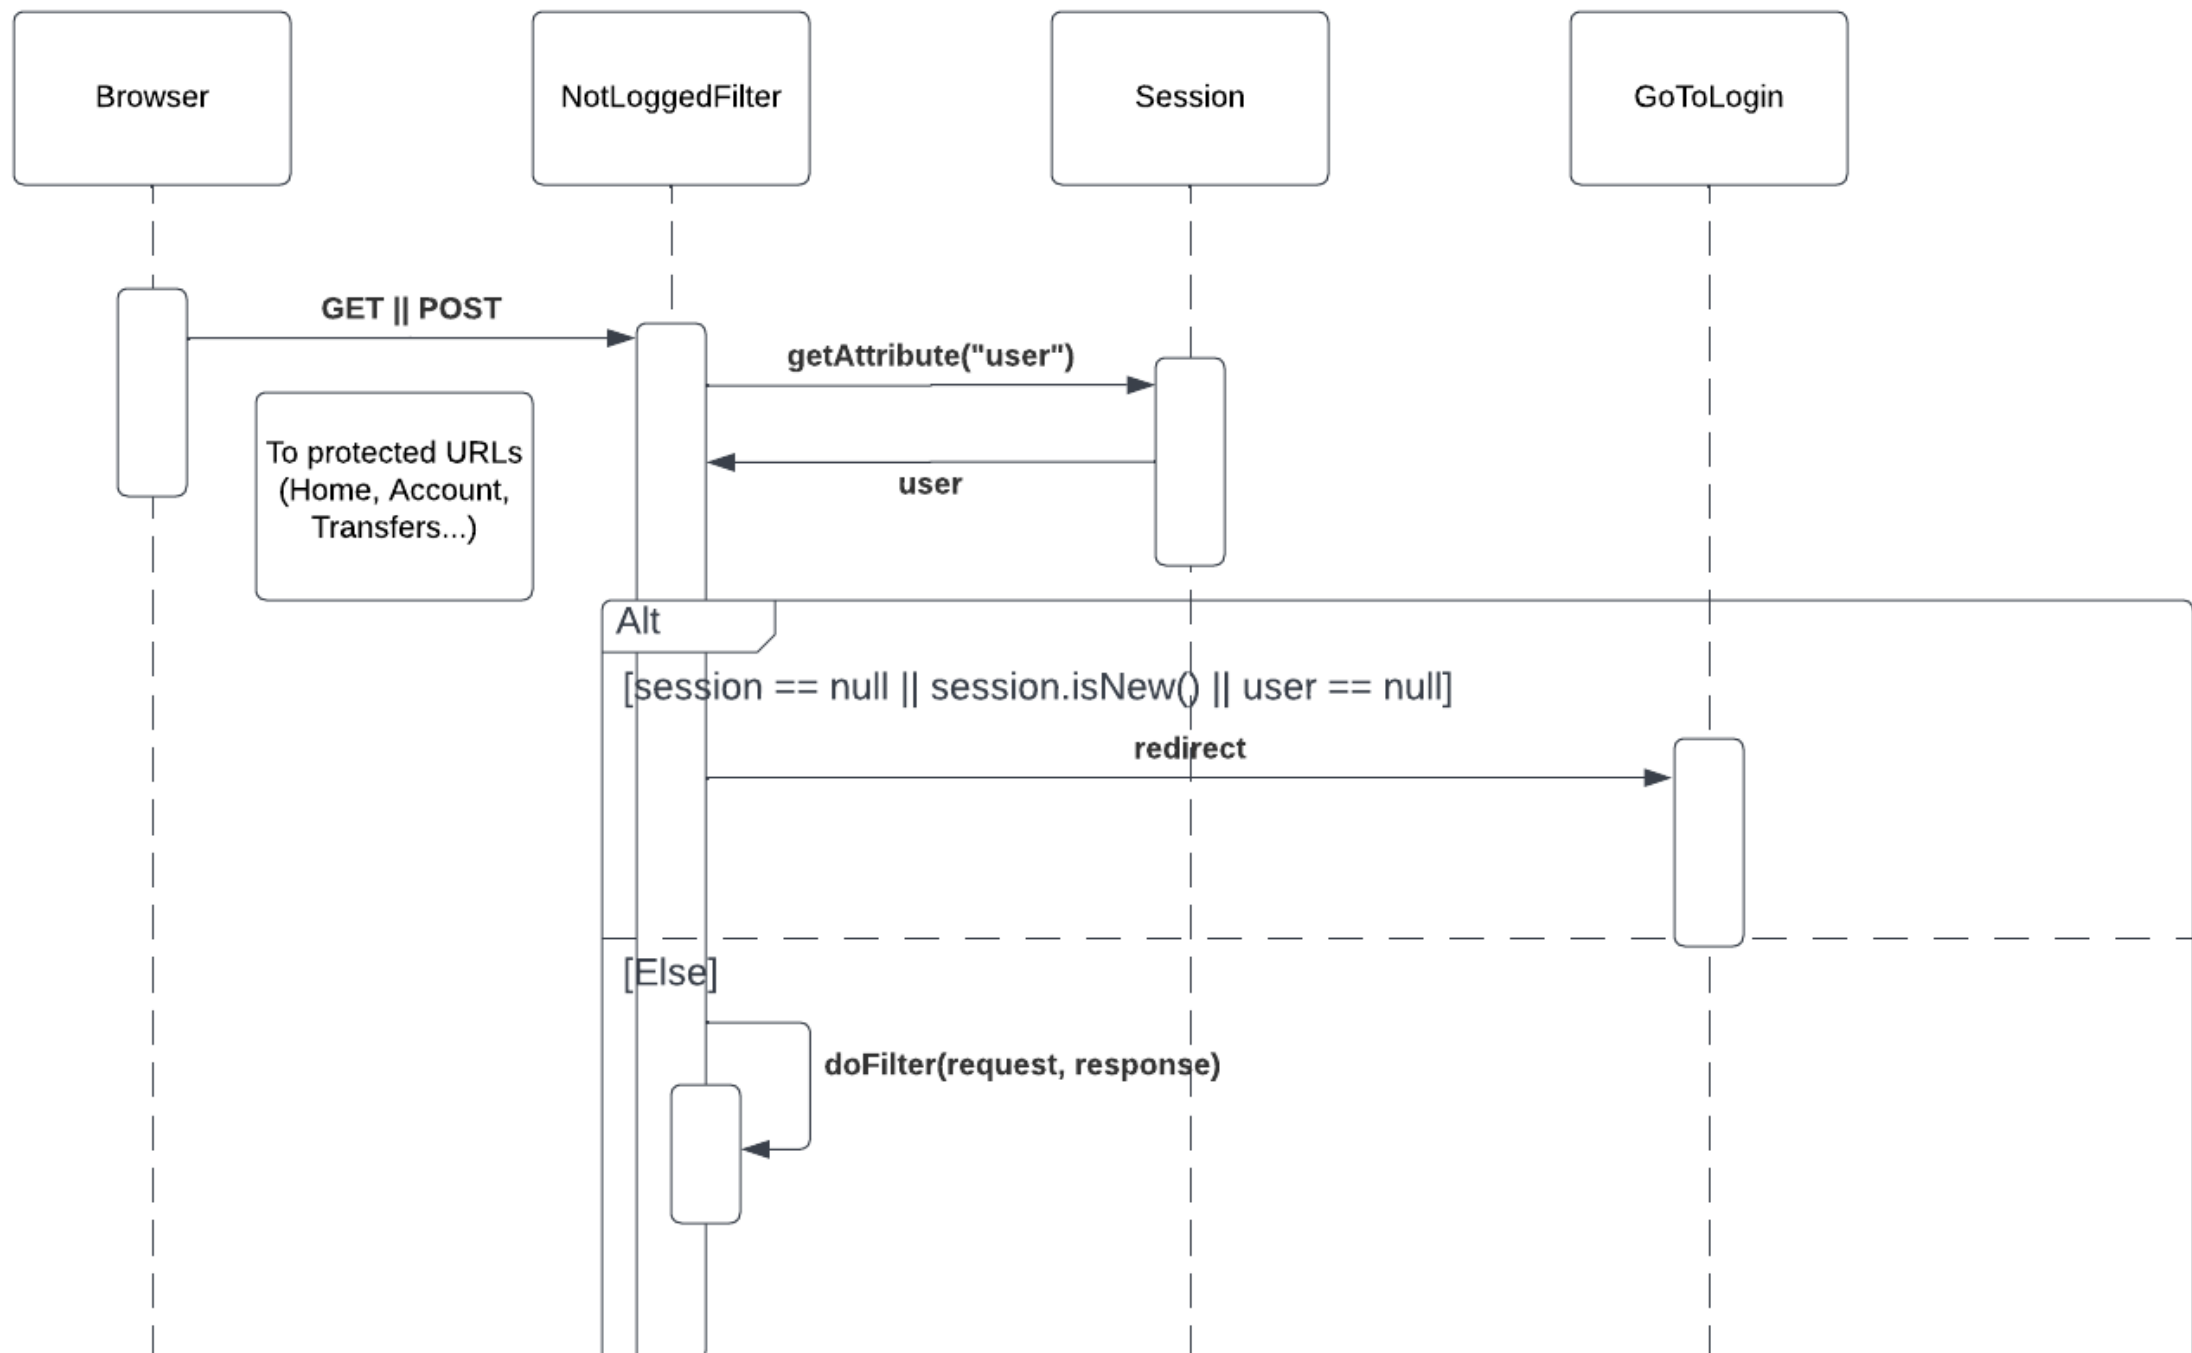 Browser
NotLoggedFilter
Session
GoToLogin
GET || POST
getAttribute("user")
To protected URLs
(Home, Account,
Transfers...)
user
Alt
[session == null || session.isNew() || user == null]
redirect
[Else]
doFilter(request, response)